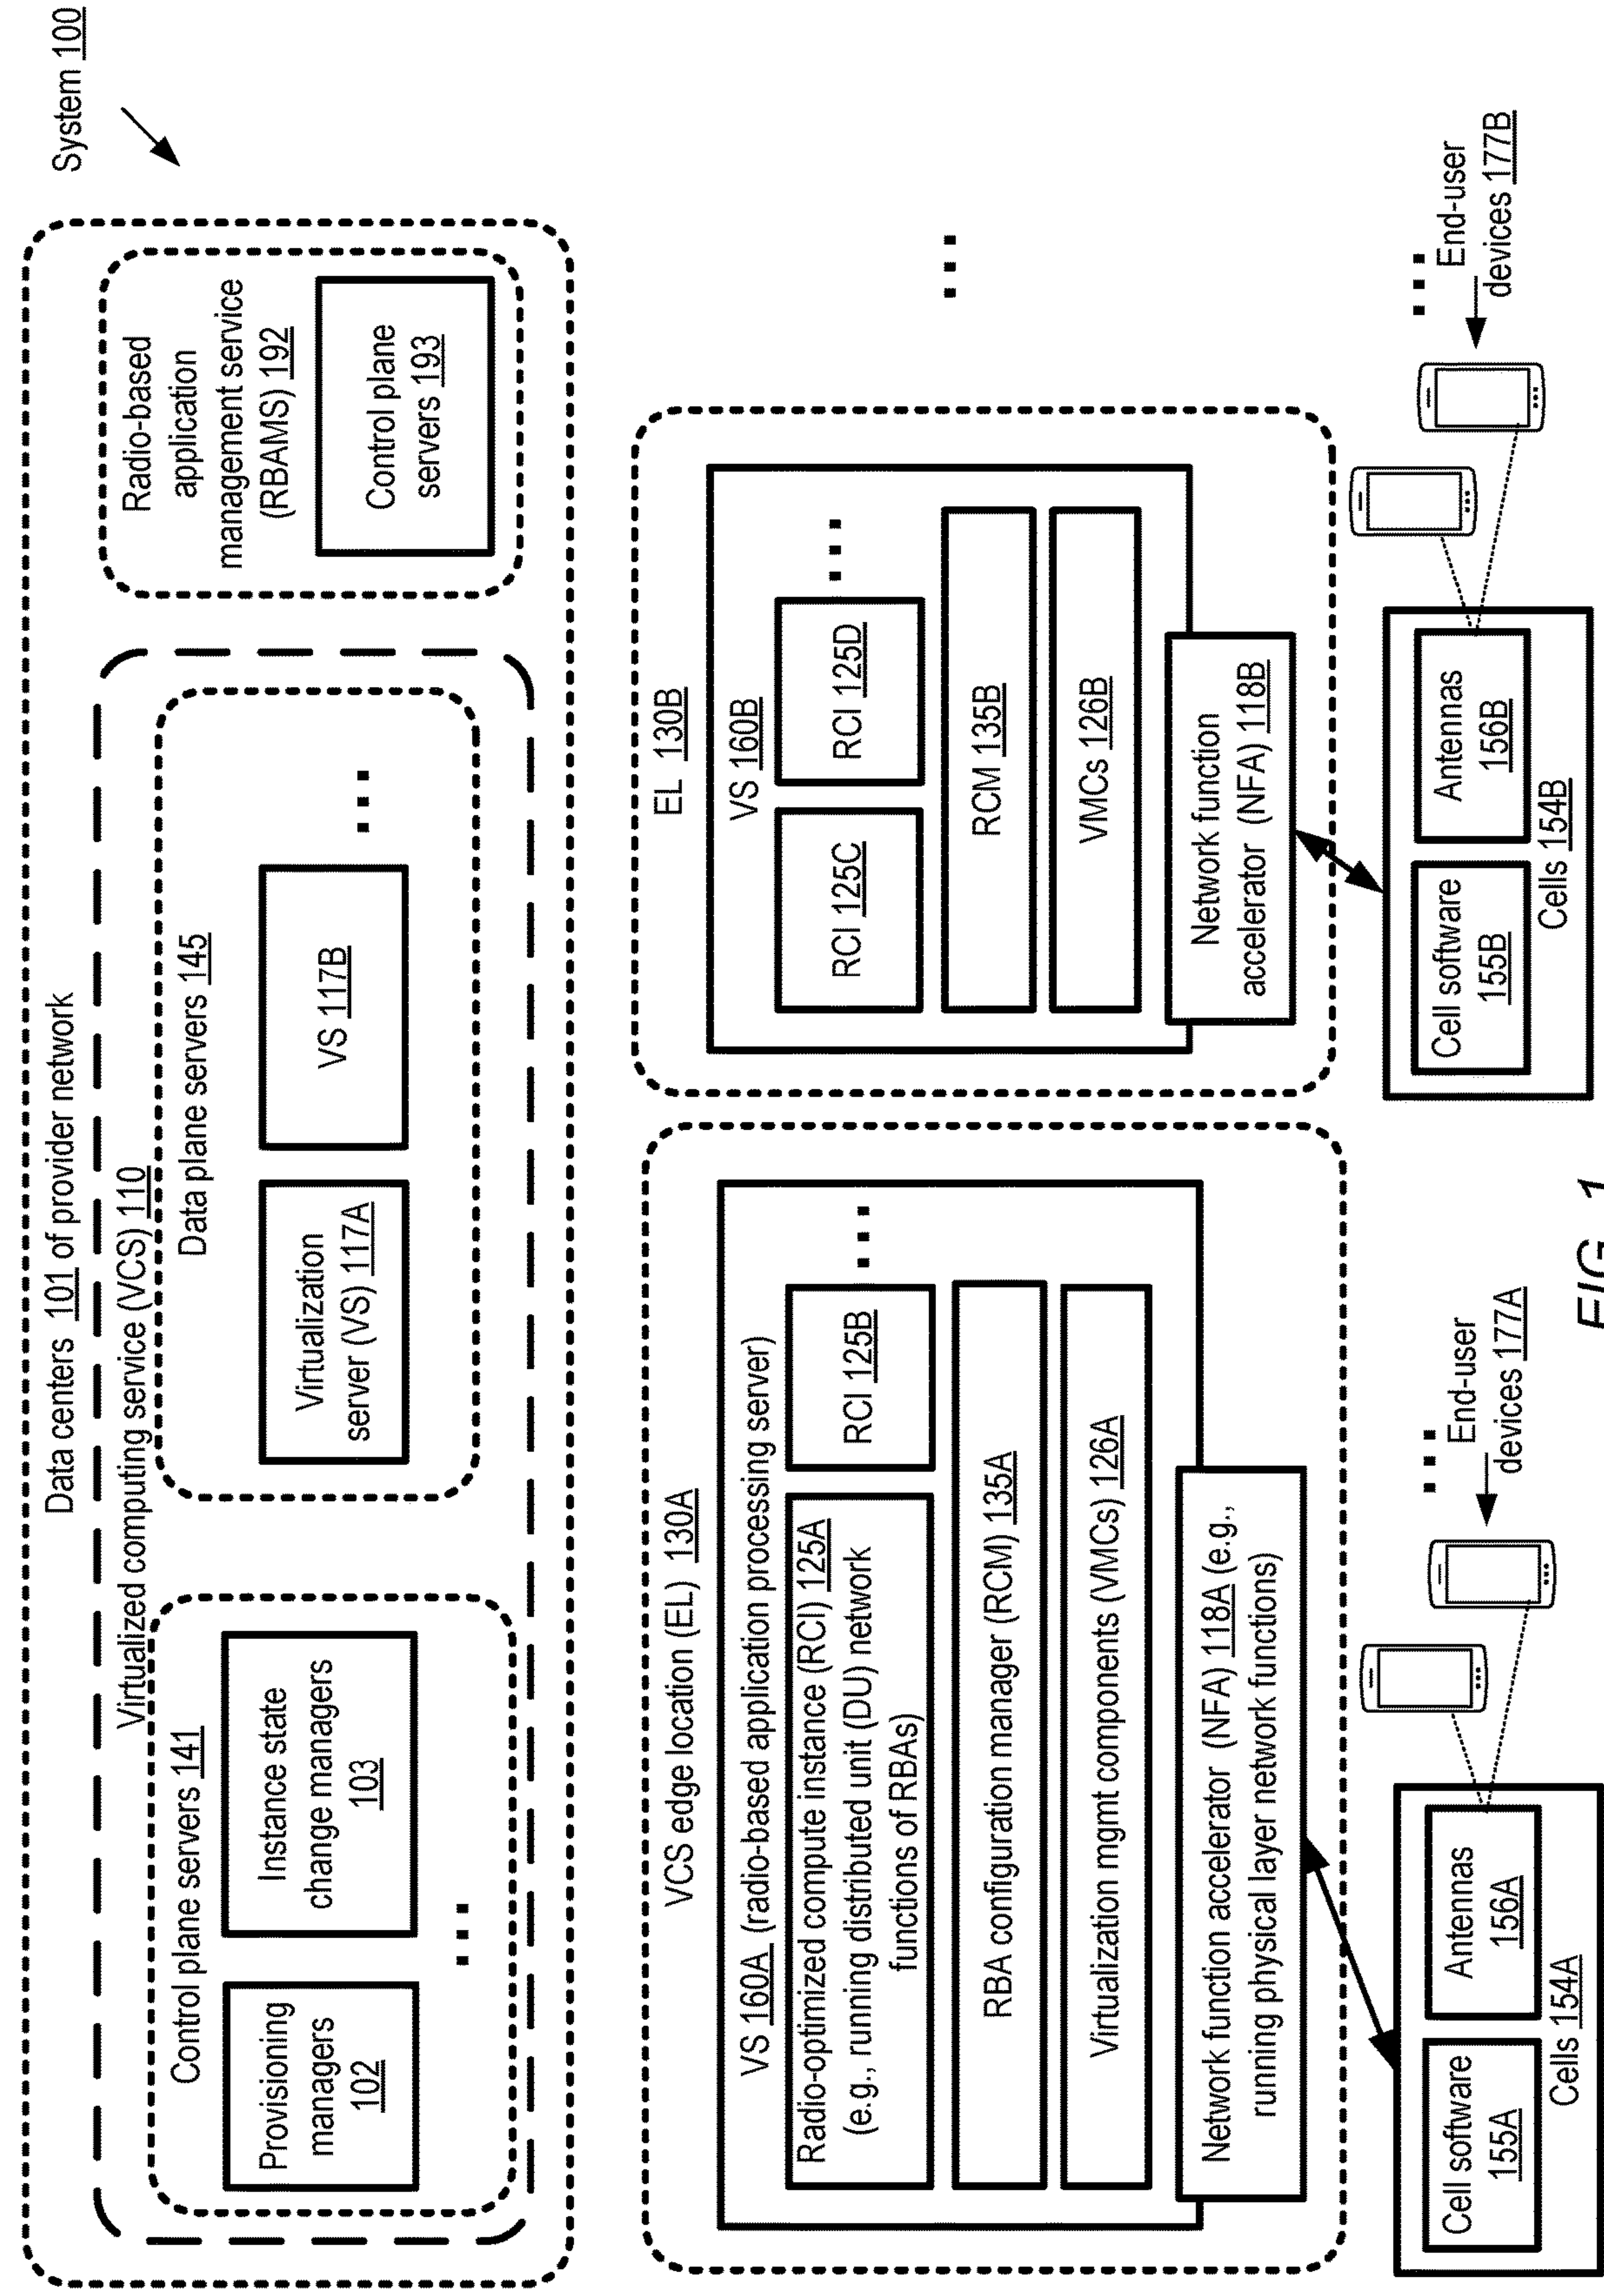 System 100
Data centers 101 of provider network
Virtualized computing service (VCS) 110
Control plane servers 141
Provisioning
managers
102
Instance state
change managers
103
Data plane servers 145
Virtualization
server (VS) 117A
VS 117B
Radio-based
application
management service
(RBAMS) 192
Control plane
servers 193
VCS edge location (EL) 130A
VS 160A (radio-based application processing server)
Radio-optimized compute instance (RCI) 125A
(e.g., running distributed unit (DU) network
functions of RBAs)
RCI 125B
RBA configuration manager (RCM) 135A
Virtualization mgmt components (VMCs) 126A
Network function accelerator (NFA) 118A (e.g.,
running physical layer network functions)
EL 130B
VS 160B
RCI 125C
RCI 125D
RCM 135B
VMCs 126B
Network function
accelerator (NFA) 118B
Cell software
155A
Antennas
156A
Cells 154A
End-user
devices 177A
Cell software
155B
Antennas
156B
Cells 154B
End-user
devices 177B
FIG. 1